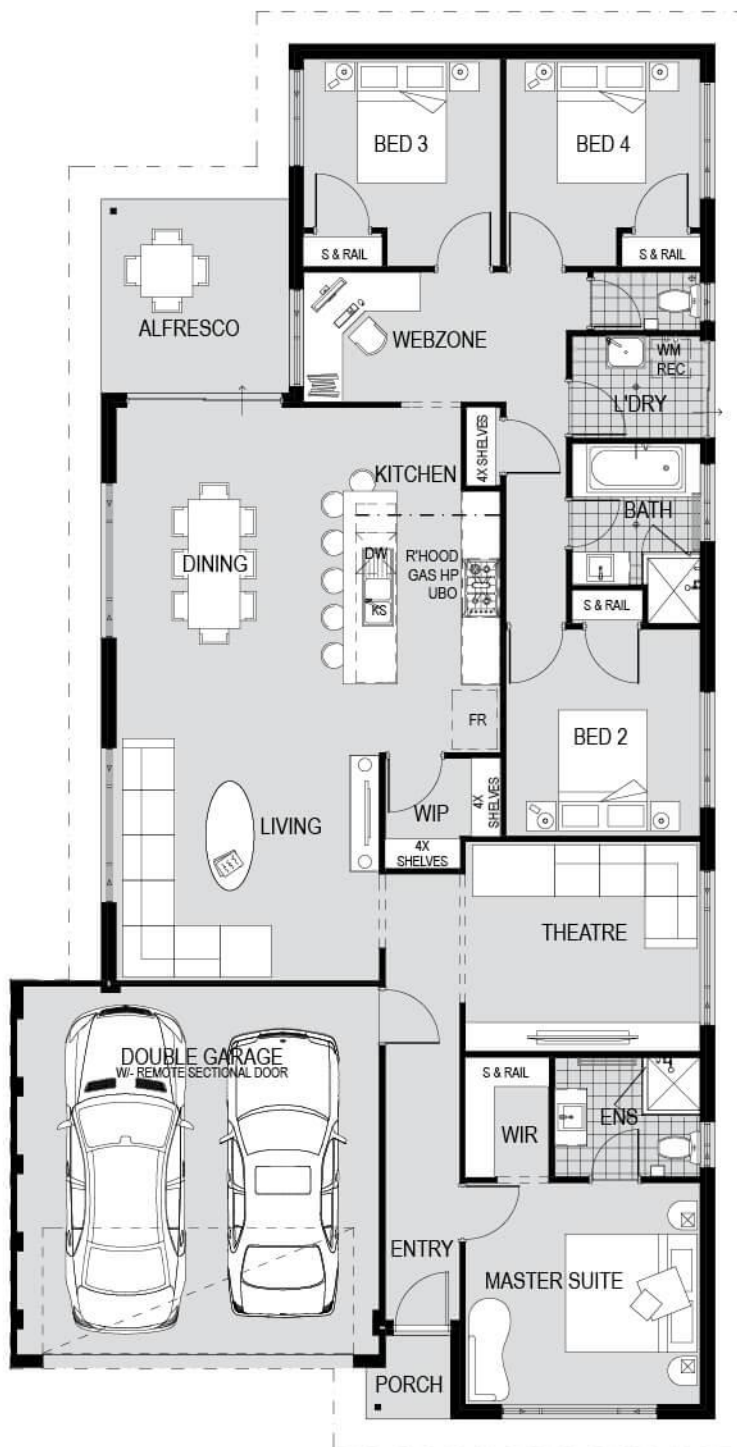 BED 3
BED 4
S & RAIL
S & RAIL
ALFRESCO
WEBZONE
WM
REC
L'DRY
4X SHELVES
KITCHEN
BATH
DINING
DW
R'HOOD
GAS HP
UBO
KS
S & RAIL
FR
BED 2
LIVING
WIP
4X
SHELVES
4X
SHELVES
THEATRE
DOUBLE GARAGE
W/- REMOTE SECTIONAL DOOR
S & RAIL
ENS
WIR
ENTRY
MASTER SUITE
PORCH